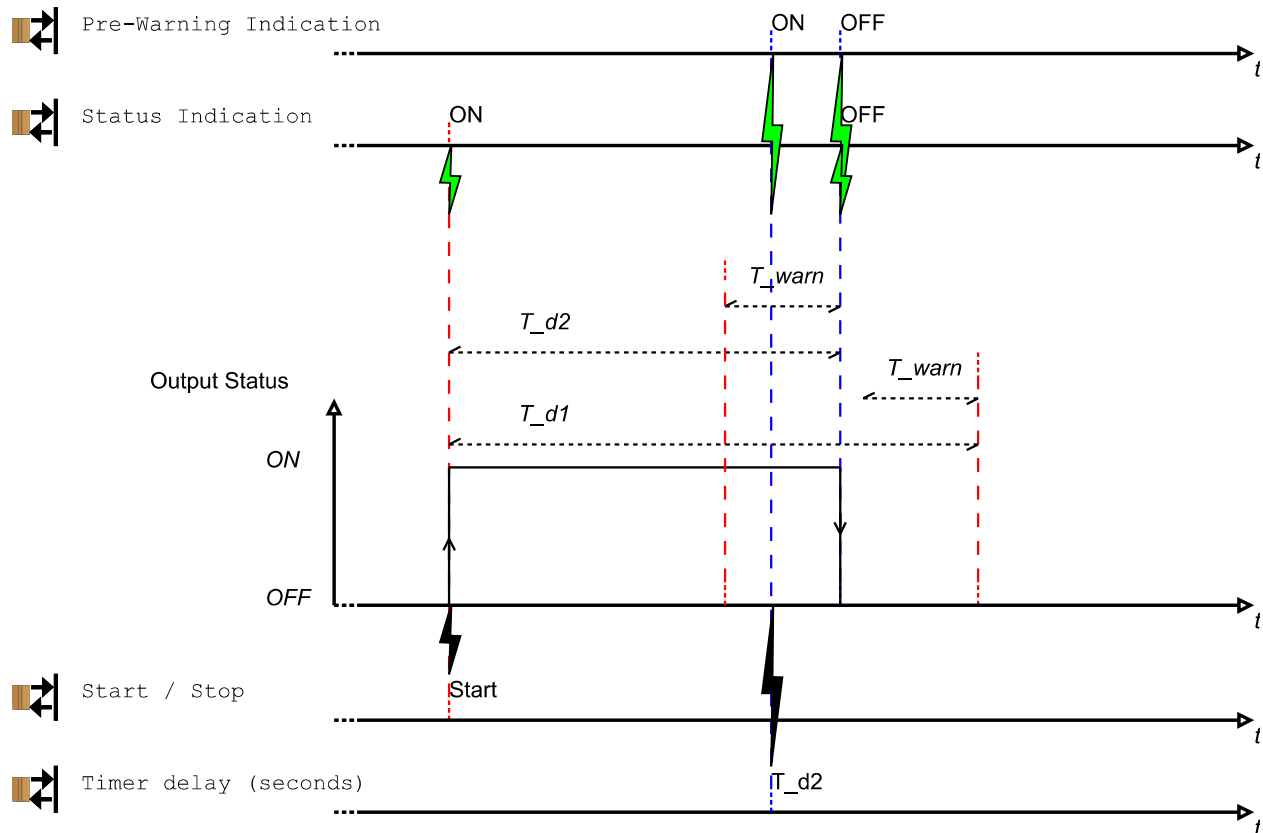 Pre-Warning Indication
ON
OFF
t
Status Indication
ON
OFF
t
T_warn
T_d2
T_warn
Output Status
T_d1
ON
OFF
t
Start / Stop
Start
t
Timer delay (seconds)
T_d2
t